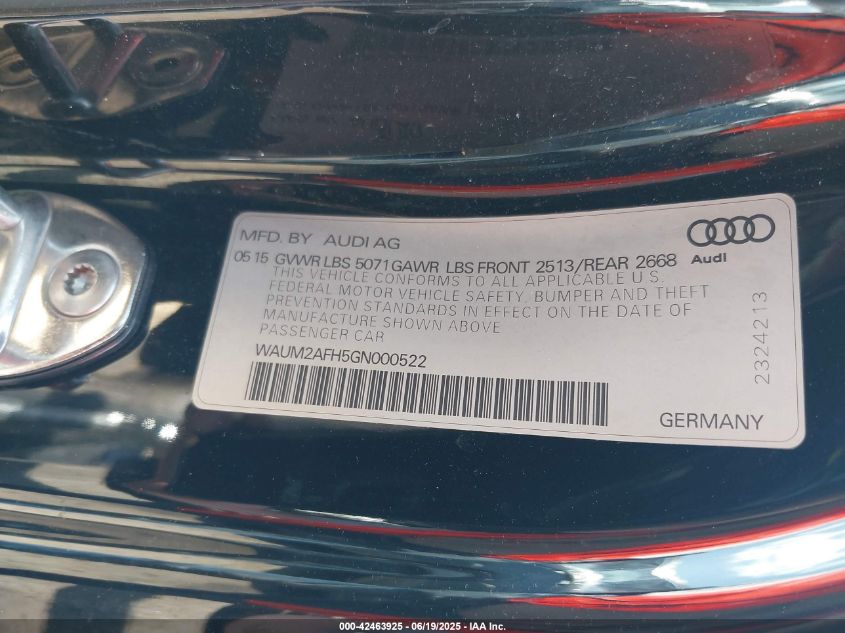 MFD. BY AUDI AG
Audi
05 15 GVWR LBS 5071 GAWR LBS FRONT 2513/REAR 2668
THIS VEHICLE CONFORMS TO ALL APPLICABLE U S.
FEDERAL MOTOR VEHICLE SAFETY, BUMPER AND THEFT
PREVENTION STANDARDS IN EFFECT ON THE DATE OF
MANUFACTURE SHOWN ABOVE
PASSENGER CAR
WAUM2AFH5GN000522
2324213
GERMANY
000-42463925 - 06/19/2025 - IAA Inc.